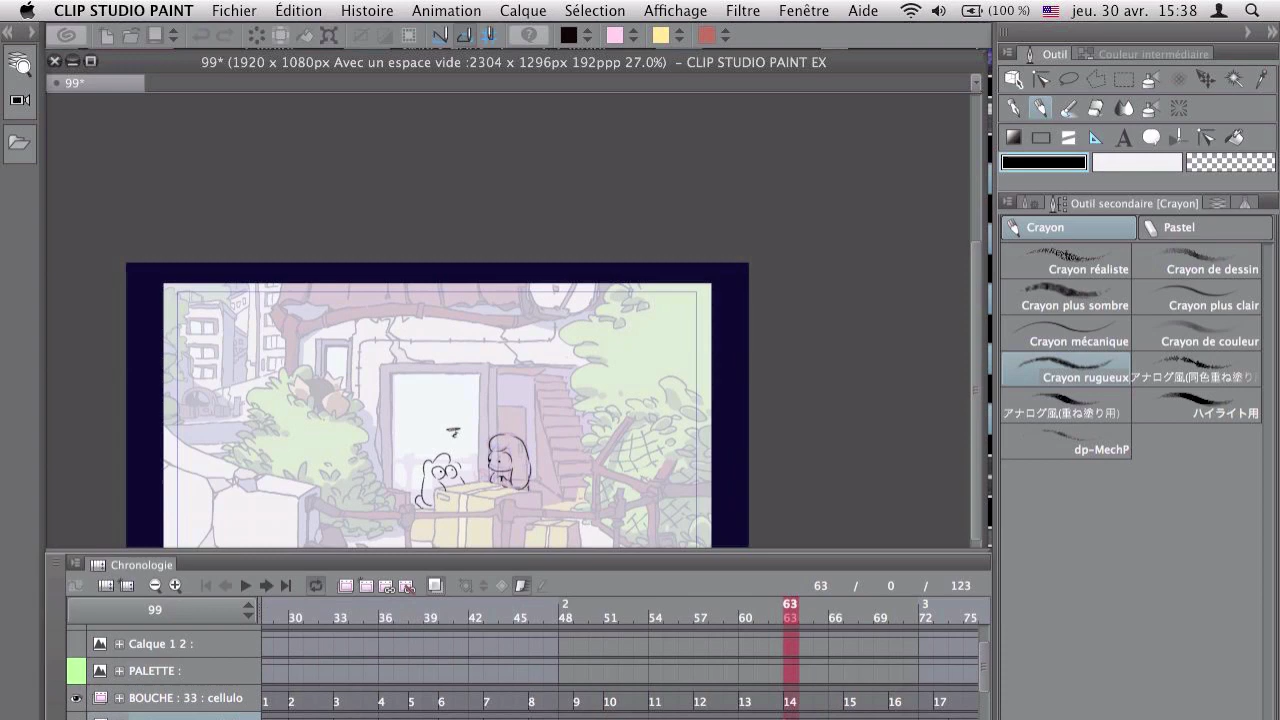 CLIP STUDIO PAINT Fichier Édition Histoire Animation Calque Sélection Affichage Filtre Fenêtre Aide (100 %) jeu. 30 avr. 15:38
99* (1920 x 1080px Avec un espace vide :2304 x 1296px 192ppp 27.0%) - CLIP STUDIO PAINT EX
99*
Outil Couleur intermédiaire
Outil secondaire [Crayon]
Crayon Pastel
Crayon réaliste Crayon de dessin
Crayon plus sombre Crayon plus clair
Crayon mécanique Crayon de couleur
Crayon rugueux アナログ風(同色重ね塗り
アナログ風(重ね塗り用) ハイライト用
dp-MechP
Chronologie
63 / 0 / 123
99
2 63 3
30 33 36 39 42 45 48 51 54 57 60 63 66 69 72 75
Calque 1 2 :
PALETTE :
BOUCHE : 33 : cellulo 1 2 3 4 5 6 7 8 9 10 11 12 13 14 15 16 17